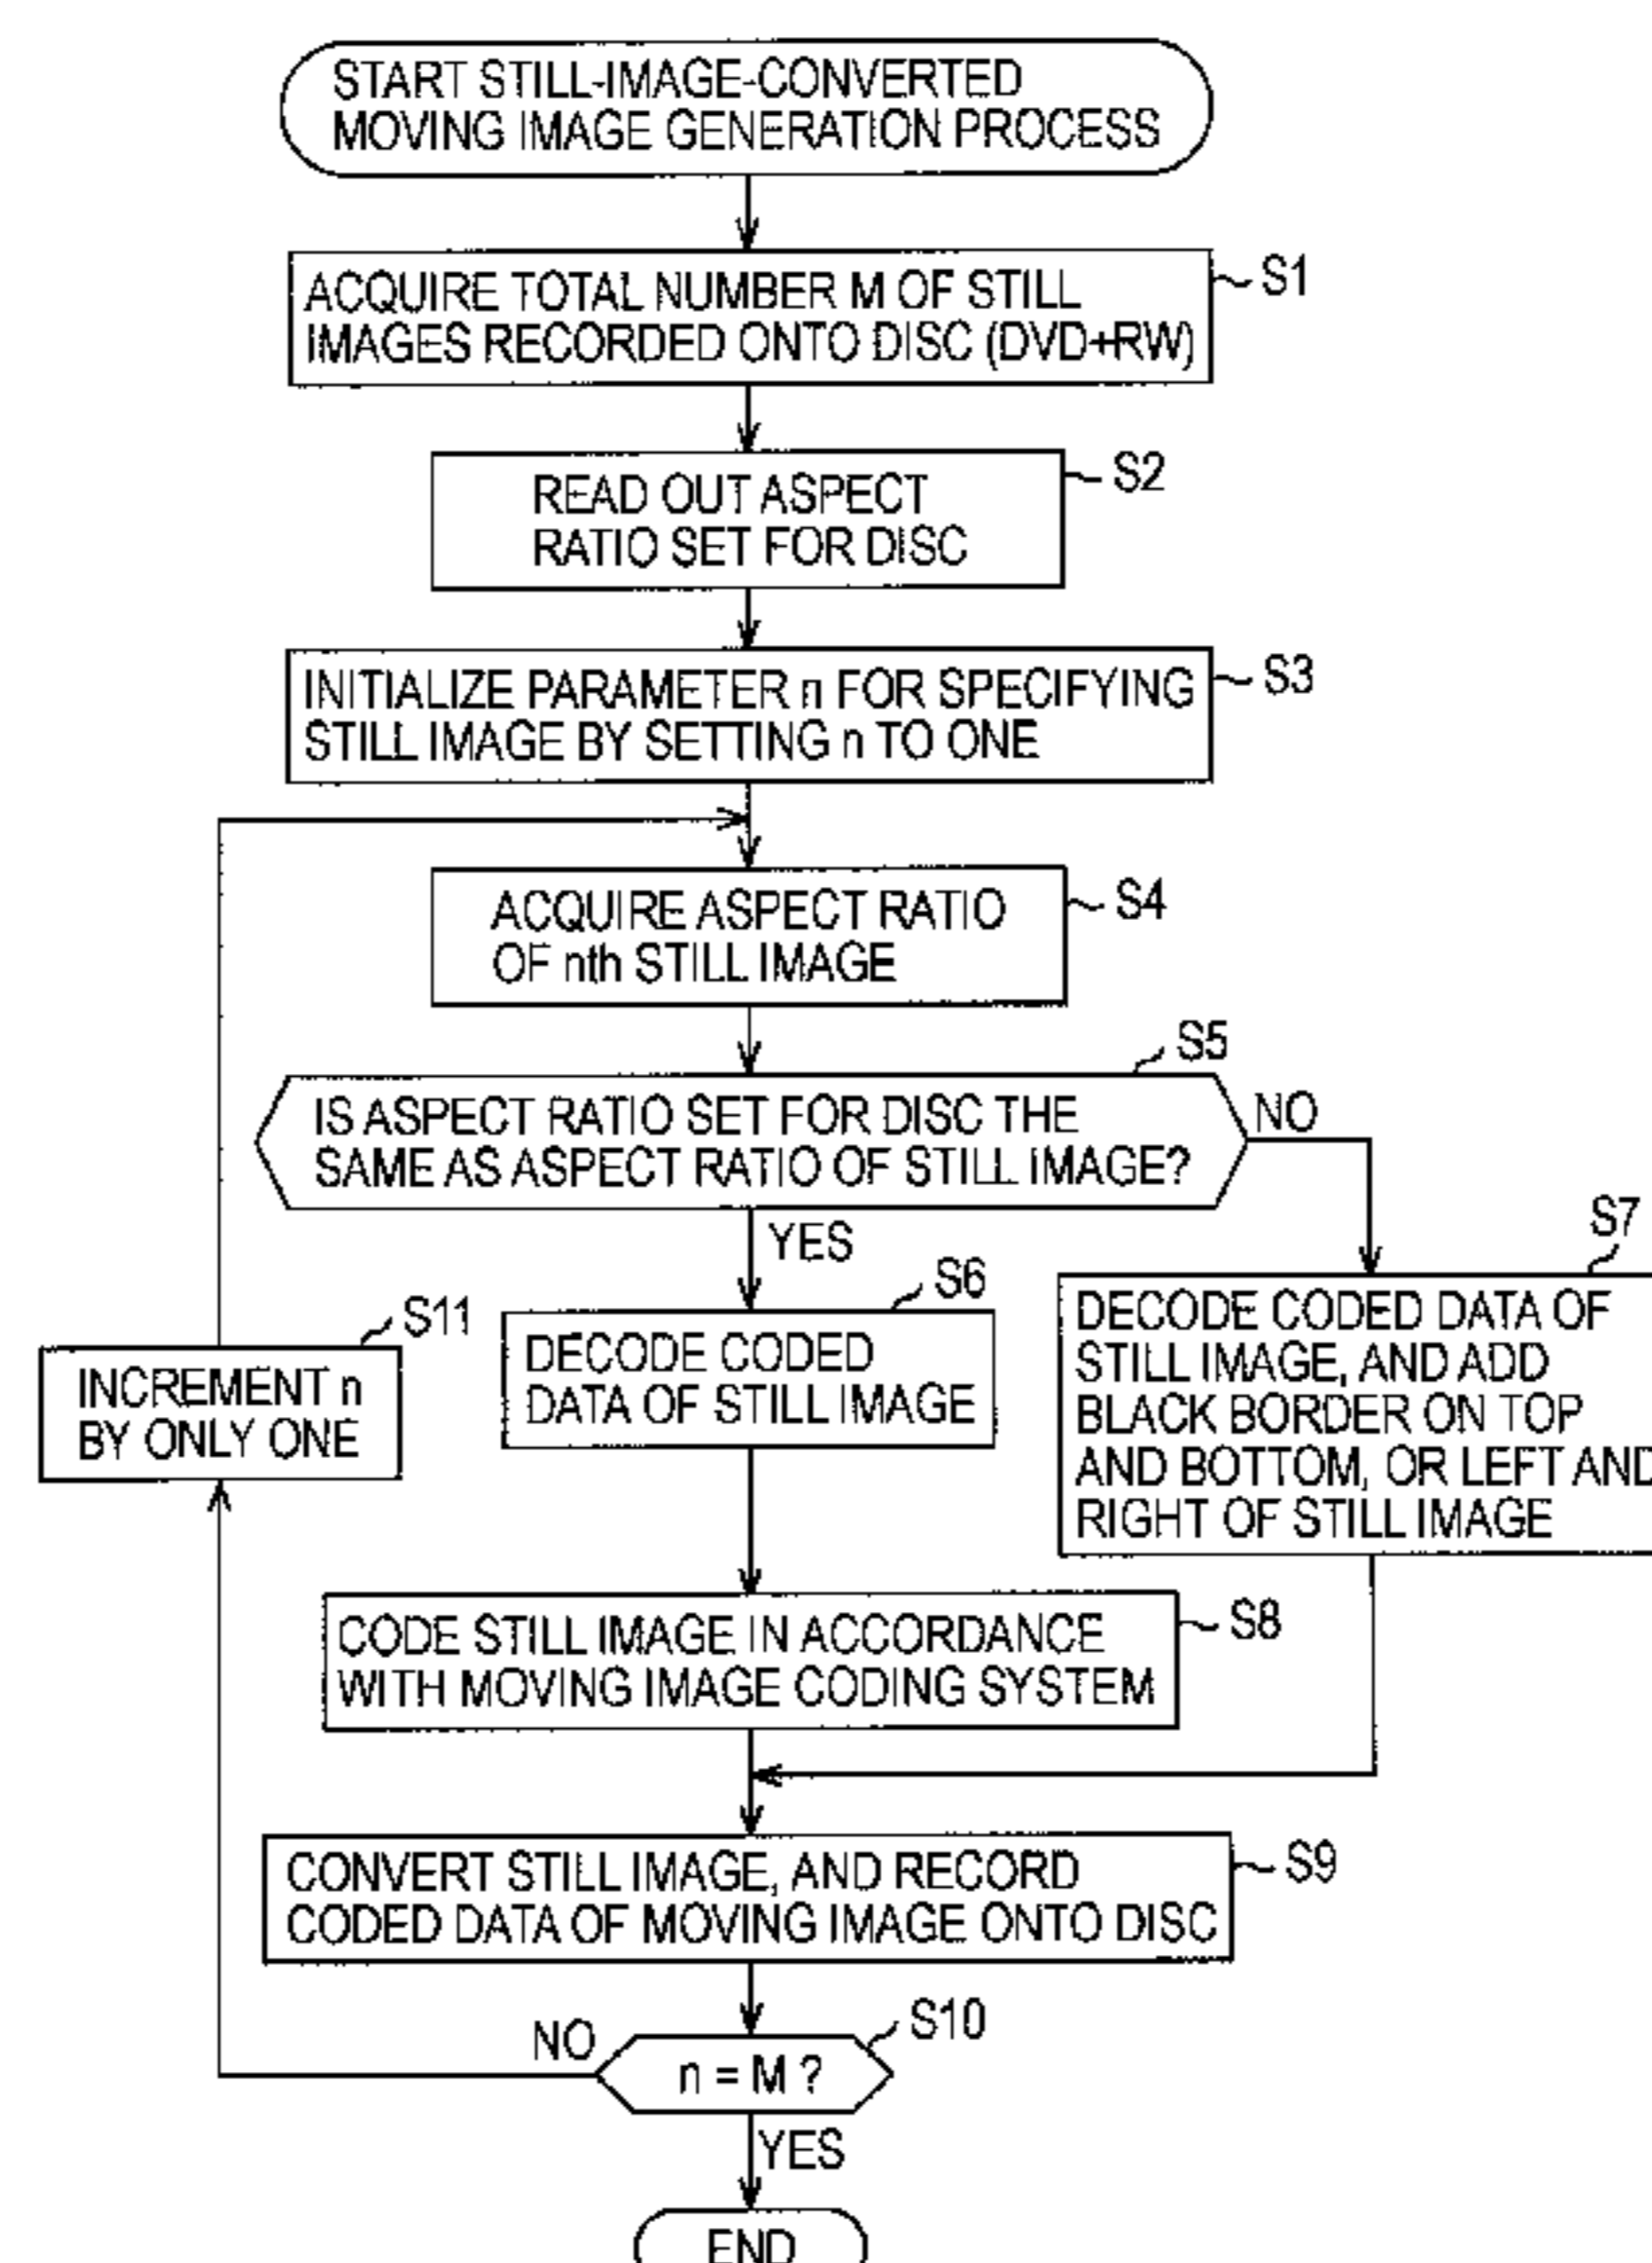 START STILL-IMAGE-CONVERTED
MOVING IMAGE GENERATION PROCESS
ACQUIRE TOTAL NUMBER M OF STILL
IMAGES RECORDED ONTO DISC (DVD+RW)
S1
READ OUT ASPECT
RATIO SET FOR DISC
S2
INITIALIZE PARAMETER n FOR SPECIFYING
STILL IMAGE BY SETTING n TO ONE
S3
ACQUIRE ASPECT RATIO
OF nth STILL IMAGE
S4
S5
IS ASPECT RATIO SET FOR DISC THE
SAME AS ASPECT RATIO OF STILL IMAGE?
NO
YES
S6
DECODE CODED
DATA OF STILL IMAGE
S7
DECODE CODED DATA OF
STILL IMAGE, AND ADD
BLACK BORDER ON TOP
AND BOTTOM, OR LEFT AND
RIGHT OF STILL IMAGE
S11
INCREMENT n
BY ONLY ONE
CODE STILL IMAGE IN ACCORDANCE
WITH MOVING IMAGE CODING SYSTEM
S8
CONVERT STILL IMAGE, AND RECORD
CODED DATA OF MOVING IMAGE ONTO DISC
S9
S10
NO
n = M ?
YES
END